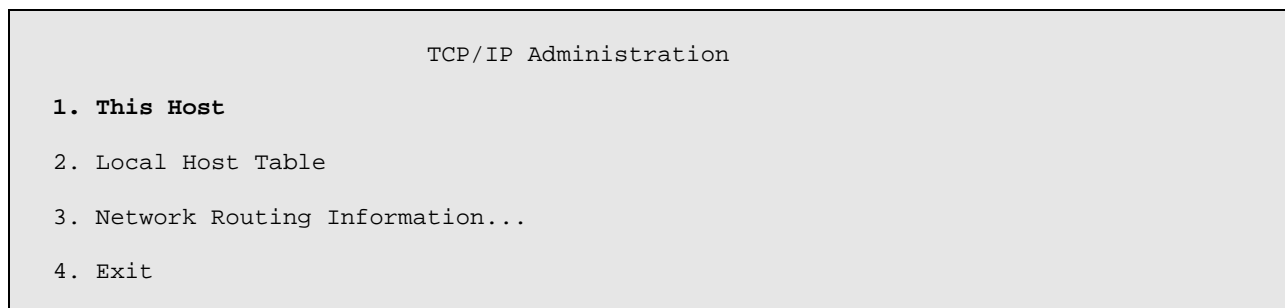 TCP/IP Administration
1. This Host
2. Local Host Table
3. Network Routing Information...
4. Exit